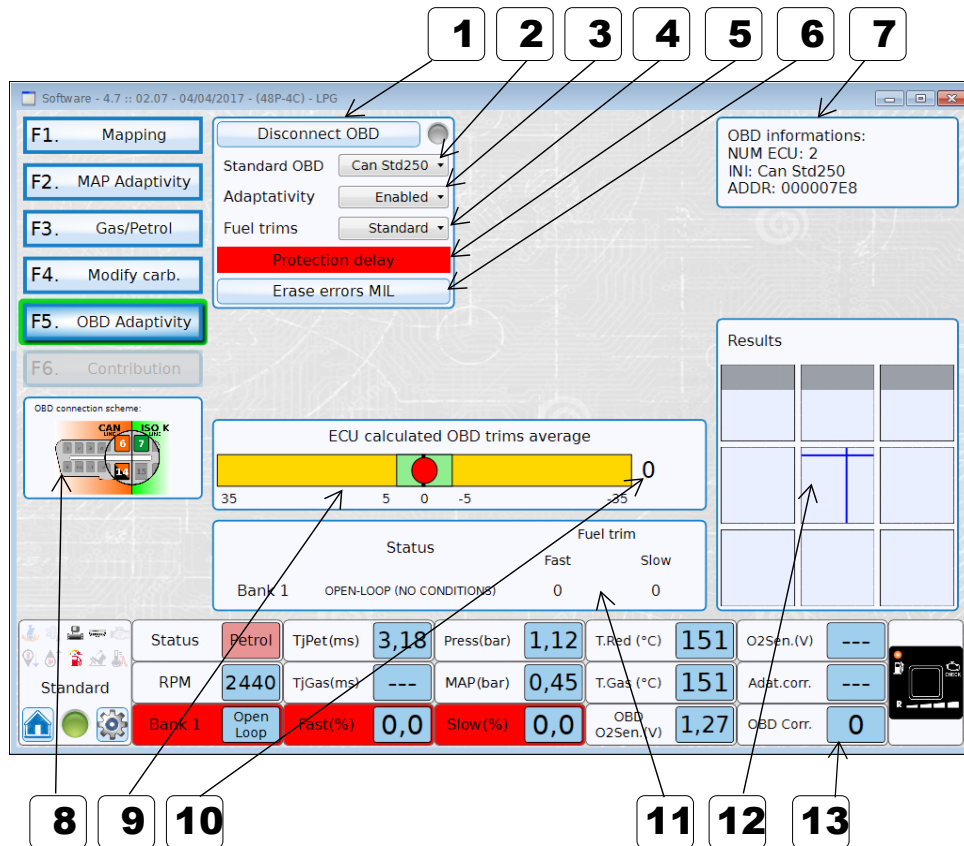 1 2 3 4 5 6 7
Software - 4.7 :: 02.07 - 04/04/2017 - (48P-4C) - LPG
F1. Mapping
F2. MAP Adaptivity
F3. Gas/Petrol
F4. Modify carb.
F5. OBD Adaptivity
F6. Contribution
Disconnect OBD
Standard OBD Can Std250
Adaptativity Enabled
Fuel trims Standard
Protection delay
Erase errors MIL
OBD informations:
NUM ECU: 2
INI: Can Std250
ADDR: 000007E8
OBD connection scheme:
CAN ISO K
LINE
6 7
14 15
ECU calculated OBD trims average
0
35 5 0 -5 -35
Fuel trim
Status
Fast Slow
Bank 1 OPEN-LOOP (NO CONDITIONS) 0 0
Results
Status Petrol TjPet(ms) 3,18 Press(bar) 1,12 T.Red (°C) 151 O2Sen.(V) ---
RPM 2440 TjGas(ms) --- MAP(bar) 0,45 T.Gas (°C) 151 Adat.corr. ---
Bank 1 Open Loop Fast(%) 0,0 Slow(%) 0,0 OBD O2Sen.(V) 1,27 OBD Corr. 0
Standard
CHECK
R
8 9 10 11 12 13